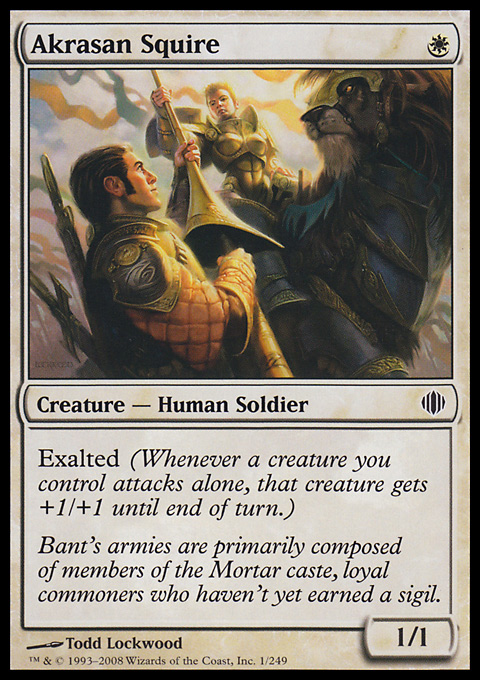 Akrasan Squire
Creature — Human Soldier
Exalted (Whenever a creature you
control attacks alone, that creature gets
+1/+1 until end of turn.)
Bant's armies are primarily composed
of members of the Mortar caste, loyal
commoners who haven't yet earned a sigil.
Todd Lockwood
1/1
™ & © 1993–2008 Wizards of the Coast, Inc. 1/249